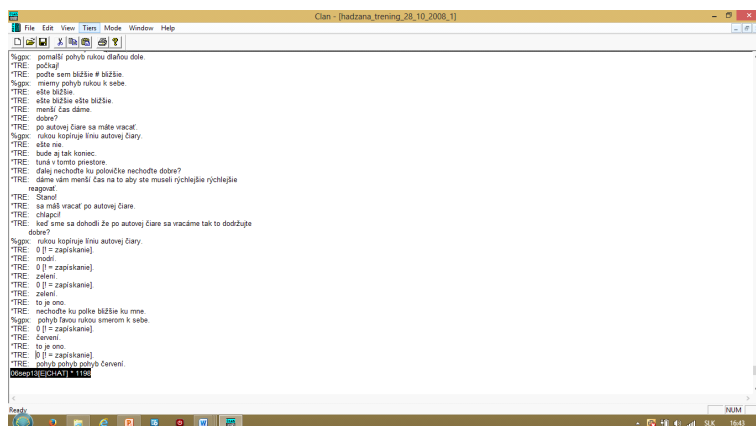 Clan - [hadzana_trening_28_10_2008_1]
File Edit View Tiers Mode Window Help
%gpx: pomalší pohyb rukou dlaňou dole.
*TRE: počkaj!
*TRE: poďte sem bližšie # bližšie.
%gpx: mierny pohyb rukou k sebe.
*TRE: ešte bližšie.
*TRE: ešte bližšie ešte bližšie.
*TRE: menší čas dáme.
*TRE: dobre?
*TRE: po autovej čiare sa máte vracať.
%gpx: rukou kopíruje líniu autovej čiary.
*TRE: ešte nie.
*TRE: bude aj tak koniec.
*TRE: tuná v tomto priestore.
*TRE: ďalej nechoďte ku polovičke nechoďte dobre?
*TRE: dáme vám menší čas na to aby ste museli rýchlejšie rýchlejšie
reagovať.
*TRE: Stano!
*TRE: sa máš vracať po autovej čiare.
*TRE: chlapci!
*TRE: keď sme sa dohodli že po autovej čiare sa vracáme tak to dodržujte
dobre?
%gpx: rukou kopíruje líniu autovej čiary.
*TRE: 0 [! = zapískanie].
*TRE: modrí.
*TRE: 0 [! = zapískanie].
*TRE: zelení.
*TRE: 0 [! = zapískanie].
*TRE: zelení.
*TRE: to je ono.
*TRE: nechoďte ku polke bližšie ku mne.
%gpx: pohyb ľavou rukou smerom k sebe.
*TRE: 0 [! = zapískanie].
*TRE: červení.
*TRE: to je ono.
*TRE: 0 [! = zapískanie].
*TRE: pohyb pohyb pohyb červení.
06sep13[E|CHAT] * 1198
Ready
NUM
SLK 16:43